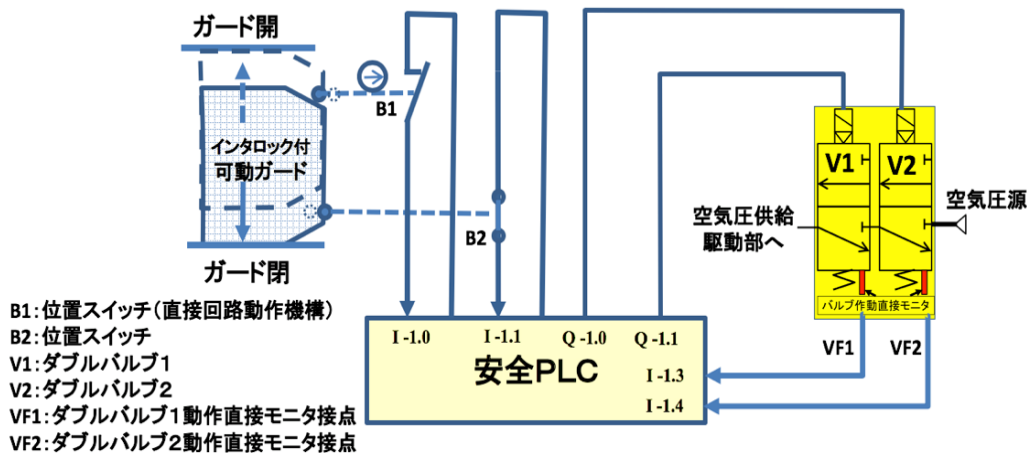 ガード開
B1
インタロック付
可動ガード
B2
ガード閉
V1
V2
空気圧源
空気圧供給
駆動部へ
バルブ作動直接モニタ
VF1
VF2
I -1.0
I -1.1
Q -1.0
Q -1.1
安全PLC
I -1.3
I -1.4
B1:位置スイッチ(直接回路動作機構)
B2:位置スイッチ
V1:ダブルバルブ1
V2:ダブルバルブ2
VF1:ダブルバルブ1動作直接モニタ接点
VF2:ダブルバルブ2動作直接モニタ接点